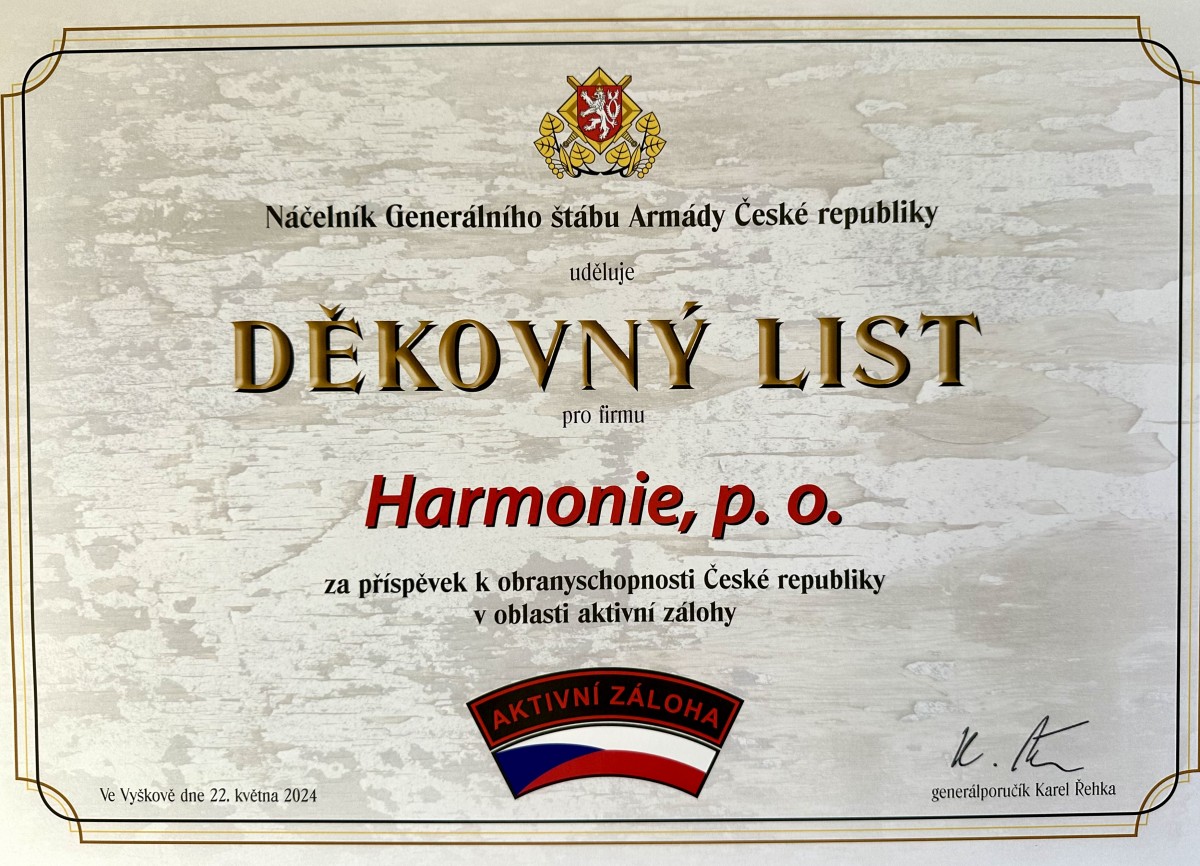 Náčelník Generálního štábu Armády České republiky
uděluje
DĚKOVNÝ LIST
pro firmu
Harmonie, p. o.
za příspěvek k obranyschopnosti České republiky
v oblasti aktivní zálohy
AKTIVNÍ ZÁLOHA
Ve Vyškově dne 22. května 2024
generálporučík Karel Řehka